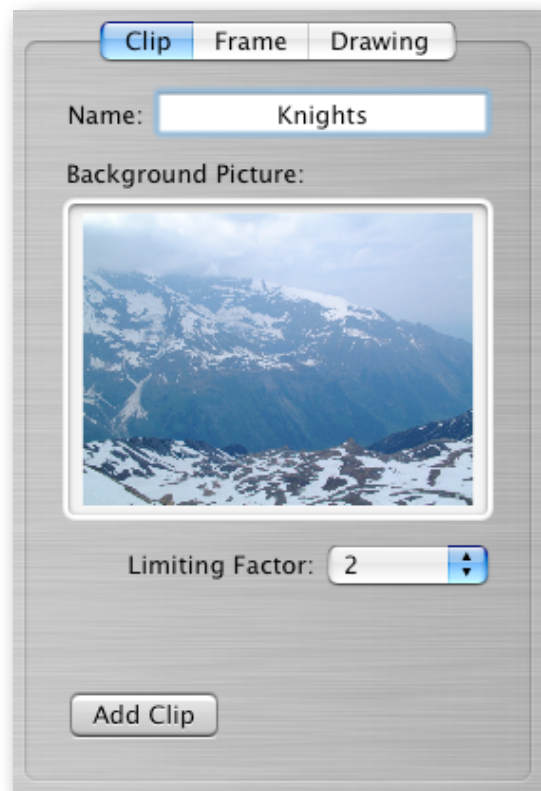 Clip Frame Drawing
Name: Knights
Background Picture:
Limiting Factor: 2
Add Clip